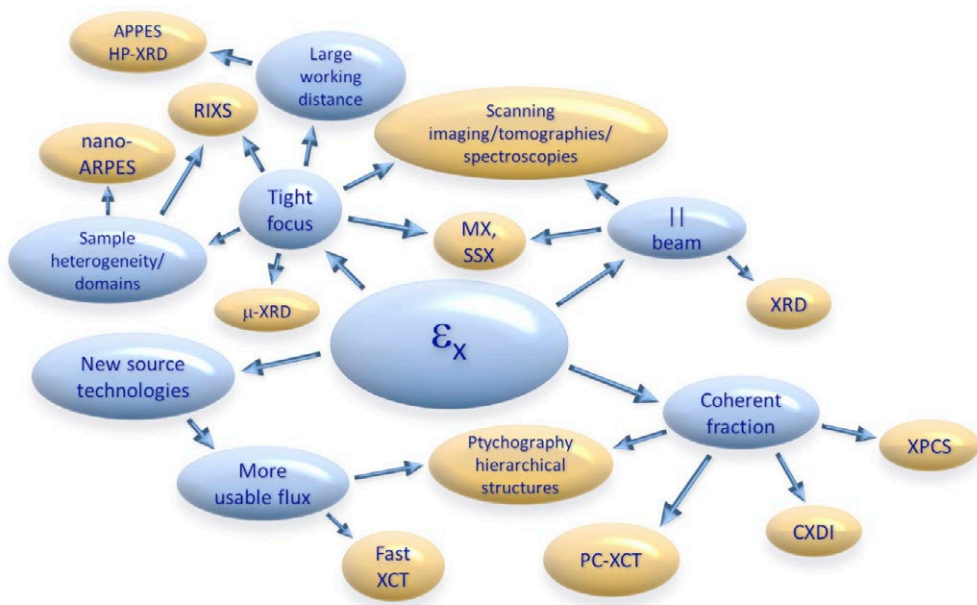 APPES
HP-XRD
Large
working
distance
RIXS
Scanning
imaging/tomographies/
spectroscopies
nano-
ARPES
Tight
focus
||
beam
MX,
SSX
Sample
heterogeneity/
domains
XRD
μ-XRD
εX
New source
technologies
Coherent
fraction
Ptychography
hierarchical
structures
XPCS
More
usable flux
CXDI
Fast
XCT
PC-XCT